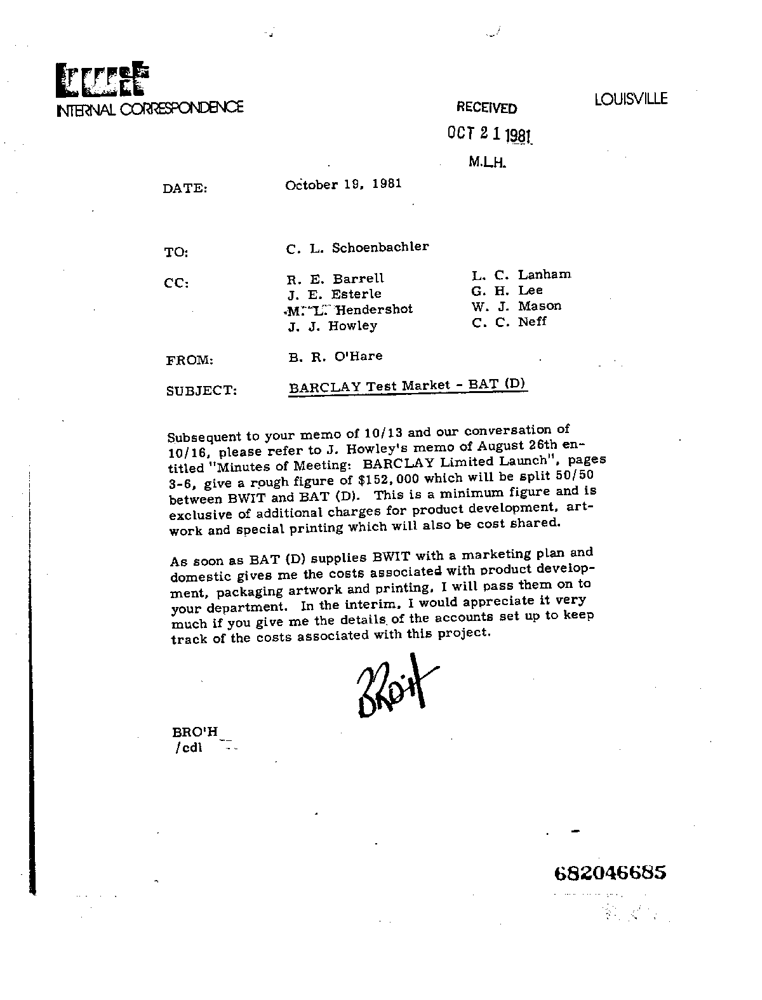 bwit
INTERNAL CORRESPONDENCE
LOUISVILLE
RECEIVED
OCT 21 1981
M.L.H.
DATE: October 19, 1981
TO: C. L. Schoenbachler
CC: R. E. Barrell L. C. Lanham
J. E. Esterle G. H. Lee
M. L. Hendershot W. J. Mason
J. J. Howley C. C. Neff
FROM: B. R. O'Hare
SUBJECT: BARCLAY Test Market - BAT (D)
Subsequent to your memo of 10/13 and our conversation of
10/16, please refer to J. Howley's memo of August 26th en-
titled "Minutes of Meeting: BARCLAY Limited Launch", pages
3-6, give a rough figure of $152,000 which will be split 50/50
between BWIT and BAT (D). This is a minimum figure and is
exclusive of additional charges for product development, art-
work and special printing which will also be cost shared.
As soon as BAT (D) supplies BWIT with a marketing plan and
domestic gives me the costs associated with product develop-
ment, packaging artwork and printing, I will pass them on to
your department. In the interim, I would appreciate it very
much if you give me the details of the accounts set up to keep
track of the costs associated with this project.
BRO'H
BRO'H
/cdl
682046685